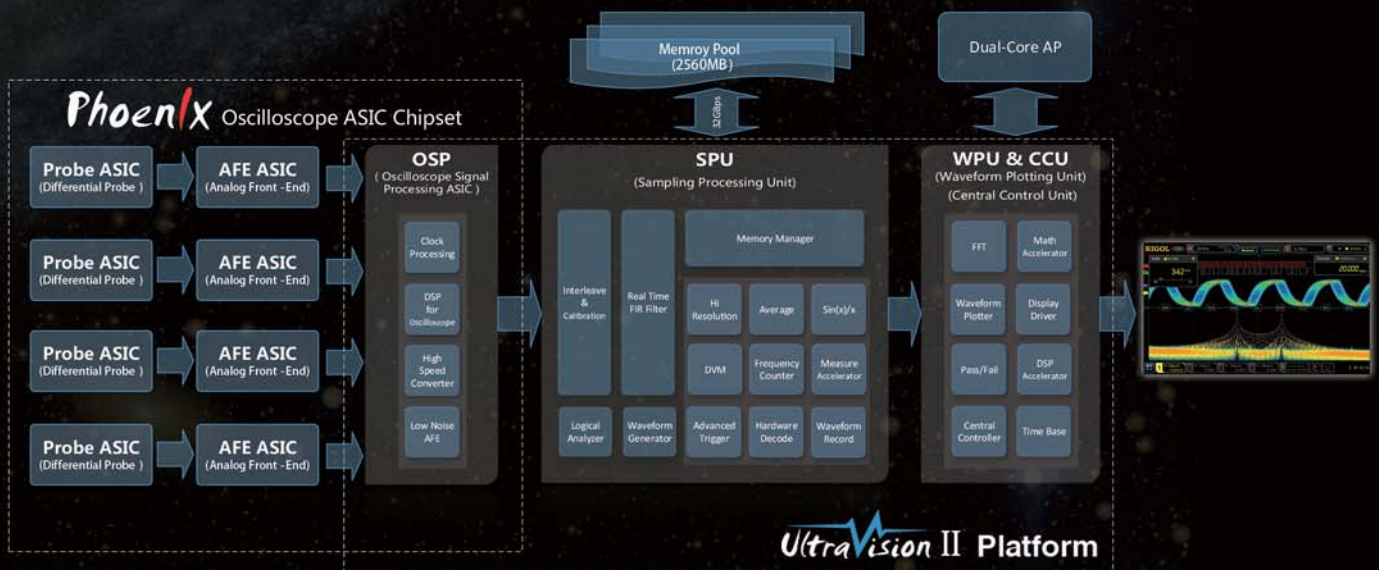 Memroy Pool
(2560MB)
Dual-Core AP
32GBps
Phoenix Oscilloscope ASIC Chipset
Probe ASIC
(Differential Probe )
AFE ASIC
(Analog Front -End)
Probe ASIC
(Differential Probe )
AFE ASIC
(Analog Front -End)
Probe ASIC
(Differential Probe )
AFE ASIC
(Analog Front -End)
Probe ASIC
(Differential Probe )
AFE ASIC
(Analog Front -End)
OSP
( Oscilloscope Signal
Processing ASIC )
Clock
Processing
DSP
for
Oscilloscope
High
Speed
Converter
Low Noise
AFE
SPU
(Sampling Processing Unit)
Interleave
&
Calibration
Real Time
FIR Filter
Memory Manager
Hi
Resolution
Average
Sin(x)/x
DVM
Frequency
Counter
Measure
Accelerator
Logical
Analyzer
Waveform
Generator
Advanced
Trigger
Hardware
Decode
Waveform
Record
WPU & CCU
(Waveform Plotting Unit)
(Central Control Unit)
FFT
Math
Accelerator
Waveform
Plotter
Display
Driver
Pass/Fail
DSP
Accelerator
Central
Controller
Time Base
RIGOL
342
20.000
UltraVision II Platform